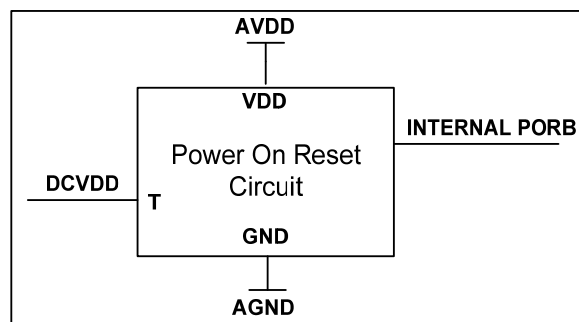 AVDD
VDD
INTERNAL PORB
Power On Reset
Circuit
DCVDD
T
GND
AGND